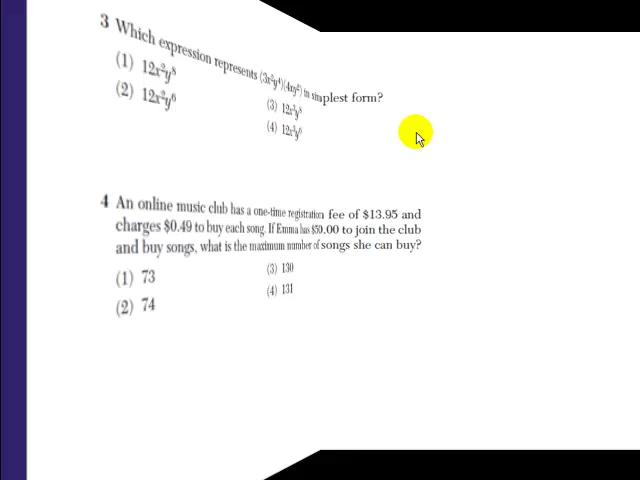 3 Which expression represents (3x²y⁴)(4xy²) in simplest form?
(1) 12x²y⁸
(2) 12x²y⁶
(3) 12x³y⁸
(4) 12x³y⁶
4 An online music club has a one-time registration fee of $13.95 and
charges $0.49 to buy each song. If Emma has $50.00 to join the club
and buy songs, what is the maximum number of songs she can buy?
(1) 73
(2) 74
(3) 130
(4) 131